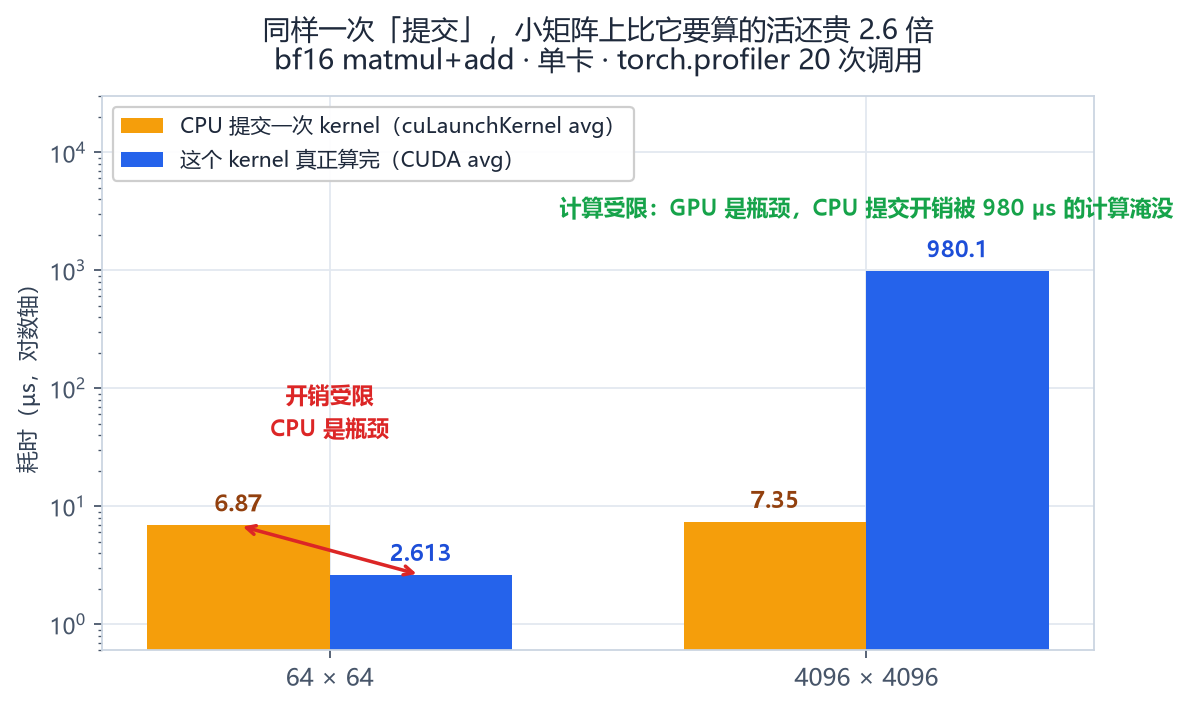 同样一次「提交」，小矩阵上比它要算的活还贵 2.6 倍
bf16 matmul+add · 单卡 · torch.profiler 20 次调用
CPU 提交一次 kernel（cuLaunchKernel avg）
这个 kernel 真正算完（CUDA avg）
计算受限：GPU 是瓶颈，CPU 提交开销被 980 µs 的计算淹没
980.1
开销受限
CPU 是瓶颈
6.87
2.613
7.35
耗时（µs，对数轴）
10⁴
10³
10²
10¹
10⁰
64 × 64
4096 × 4096